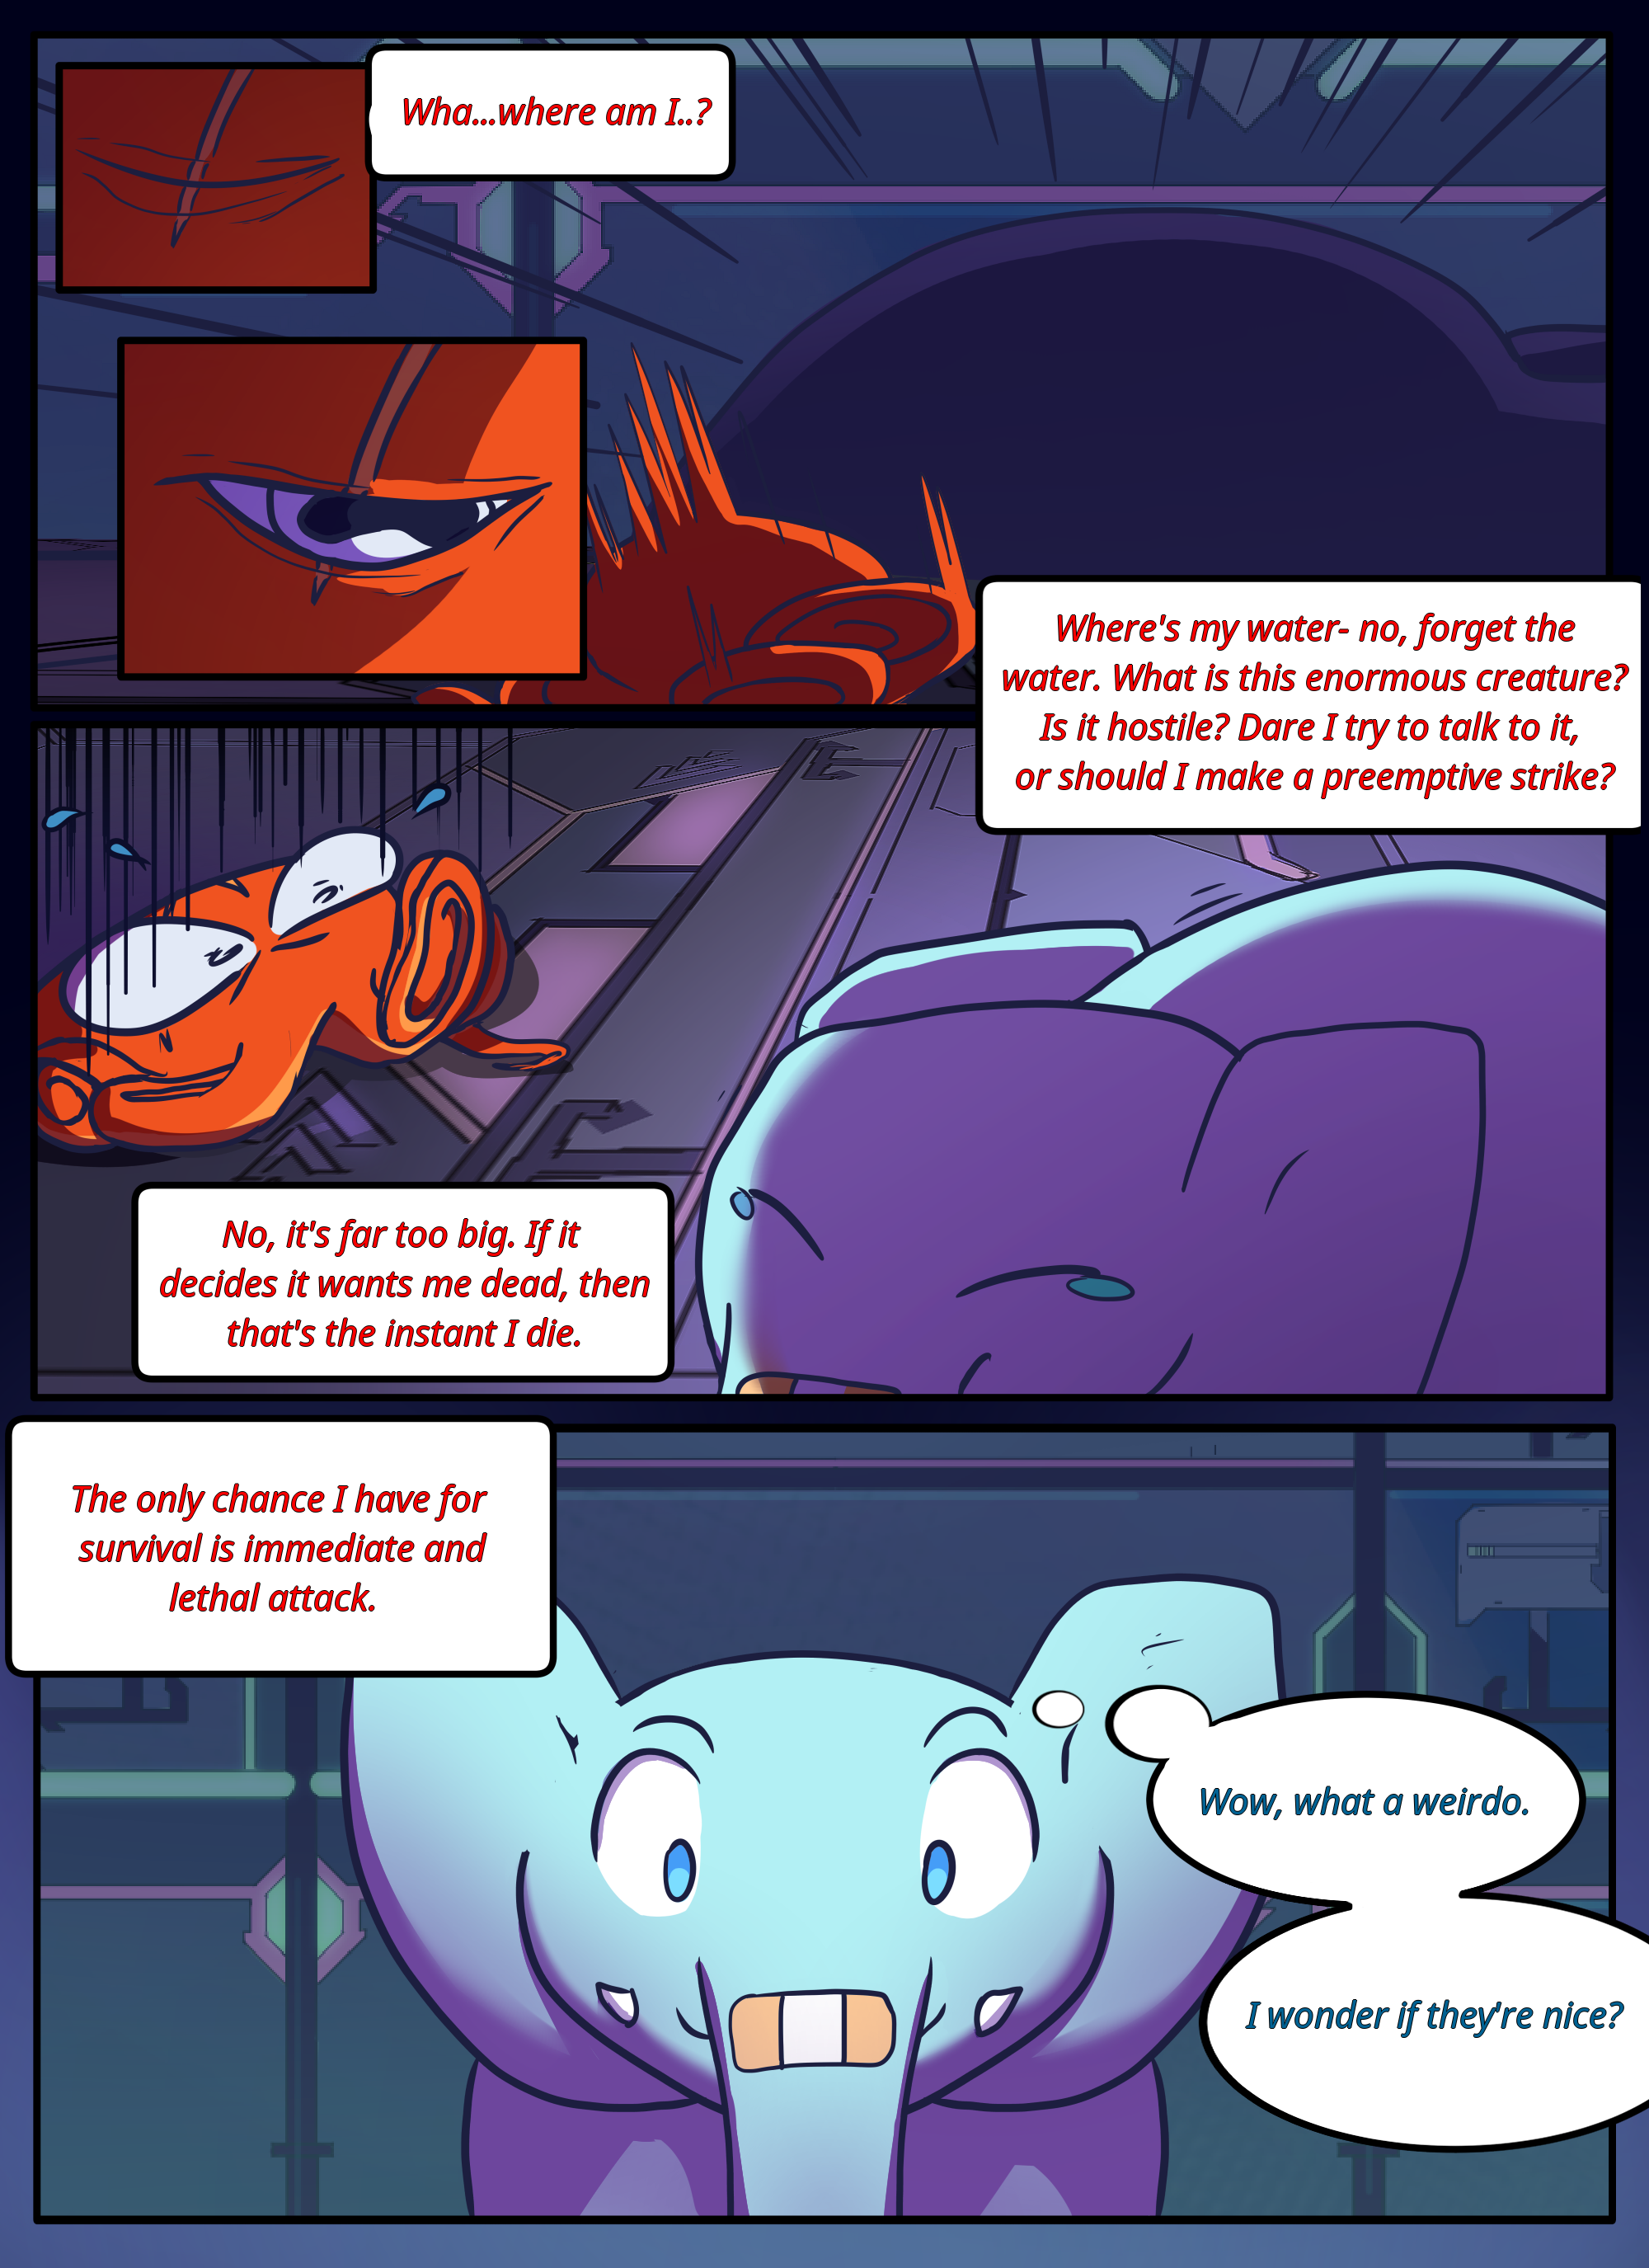 Wha...where am I..?
Where's my water- no, forget the
water. What is this enormous creature?
Is it hostile? Dare I try to talk to it,
or should I make a preemptive strike?
No, it's far too big. If it
decides it wants me dead, then
that's the instant I die.
The only chance I have for
survival is immediate and
lethal attack.
Wow, what a weirdo.
I wonder if they're nice?